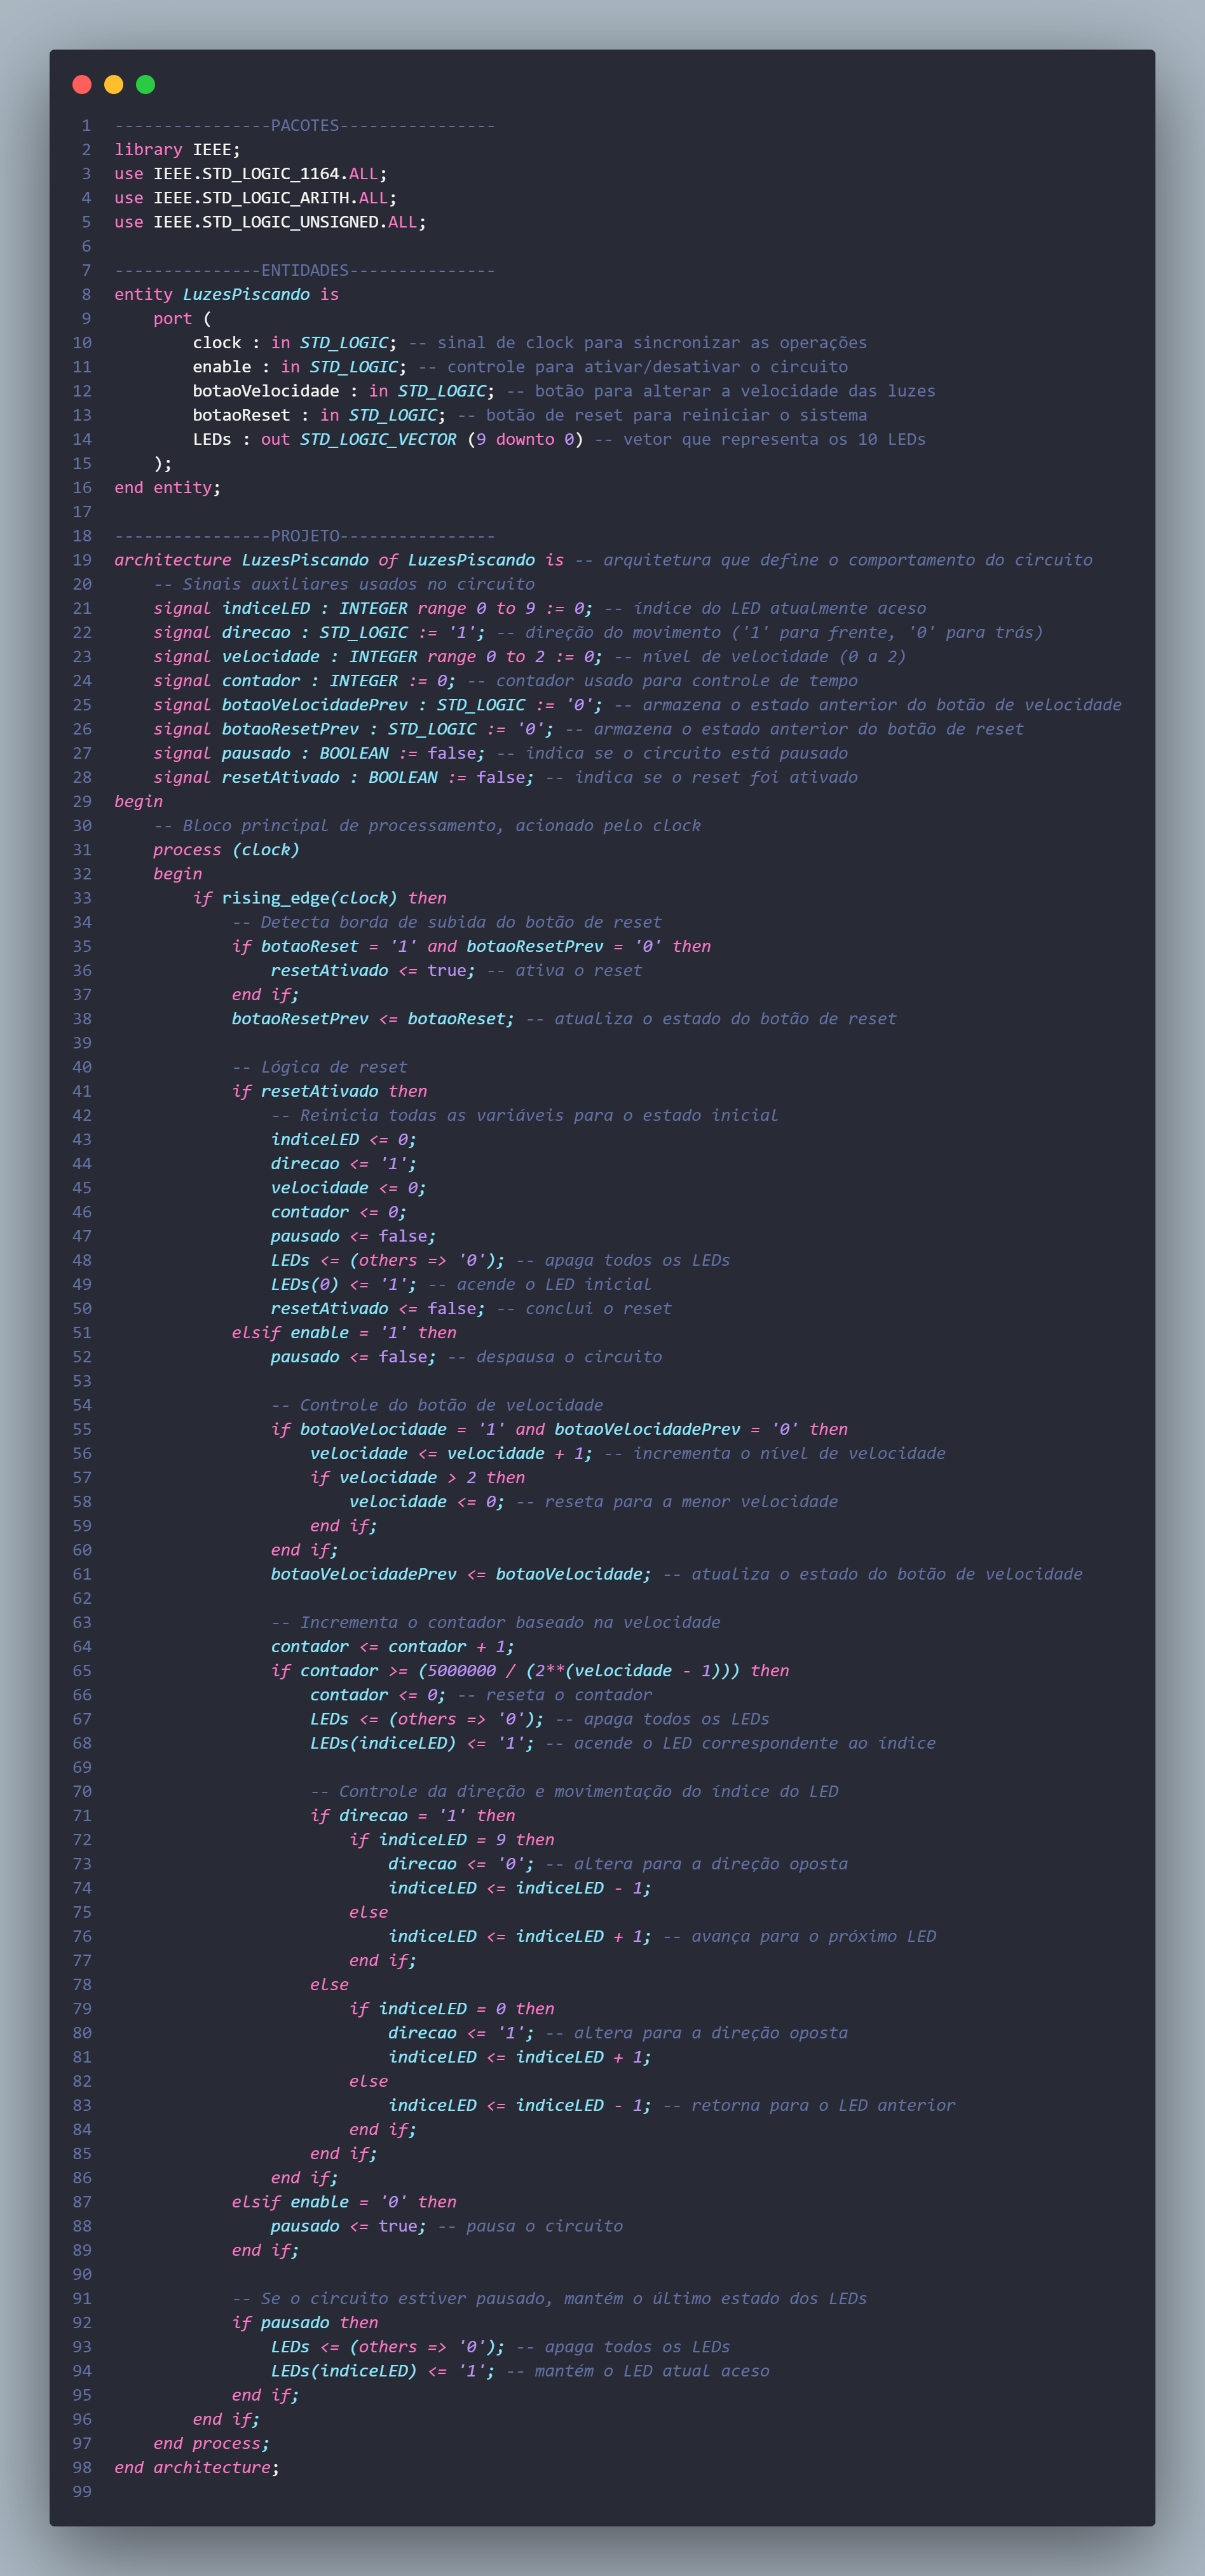 1 ----------------PACOTES----------------
2 library IEEE;
3 use IEEE.STD_LOGIC_1164.ALL;
4 use IEEE.STD_LOGIC_ARITH.ALL;
5 use IEEE.STD_LOGIC_UNSIGNED.ALL;
6
7 ---------------ENTIDADES---------------
8 entity LuzesPiscando is
9     port (
10         clock : in STD_LOGIC; -- sinal de clock para sincronizar as operações
11         enable : in STD_LOGIC; -- controle para ativar/desativar o circuito
12         botaoVelocidade : in STD_LOGIC; -- botão para alterar a velocidade das luzes
13         botaoReset : in STD_LOGIC; -- botão de reset para reiniciar o sistema
14         LEDs : out STD_LOGIC_VECTOR (9 downto 0) -- vetor que representa os 10 LEDs
15     );
16 end entity;
17
18 ----------------PROJETO----------------
19 architecture LuzesPiscando of LuzesPiscando is -- arquitetura que define o comportamento do circuito
20     -- Sinais auxiliares usados no circuito
21     signal indiceLED : INTEGER range 0 to 9 := 0; -- índice do LED atualmente aceso
22     signal direcao : STD_LOGIC := '1'; -- direção do movimento ('1' para frente, '0' para trás)
23     signal velocidade : INTEGER range 0 to 2 := 0; -- nível de velocidade (0 a 2)
24     signal contador : INTEGER := 0; -- contador usado para controle de tempo
25     signal botaoVelocidadePrev : STD_LOGIC := '0'; -- armazena o estado anterior do botão de velocidade
26     signal botaoResetPrev : STD_LOGIC := '0'; -- armazena o estado anterior do botão de reset
27     signal pausado : BOOLEAN := false; -- indica se o circuito está pausado
28     signal resetAtivado : BOOLEAN := false; -- indica se o reset foi ativado
29 begin
30     -- Bloco principal de processamento, acionado pelo clock
31     process (clock)
32     begin
33         if rising_edge(clock) then
34             -- Detecta borda de subida do botão de reset
35             if botaoReset = '1' and botaoResetPrev = '0' then
36                 resetAtivado <= true; -- ativa o reset
37             end if;
38             botaoResetPrev <= botaoReset; -- atualiza o estado do botão de reset
39
40             -- Lógica de reset
41             if resetAtivado then
42                 -- Reinicia todas as variáveis para o estado inicial
43                 indiceLED <= 0;
44                 direcao <= '1';
45                 velocidade <= 0;
46                 contador <= 0;
47                 pausado <= false;
48                 LEDs <= (others => '0'); -- apaga todos os LEDs
49                 LEDs(0) <= '1'; -- acende o LED inicial
50                 resetAtivado <= false; -- conclui o reset
51             elsif enable = '1' then
52                 pausado <= false; -- despausa o circuito
53
54                 -- Controle do botão de velocidade
55                 if botaoVelocidade = '1' and botaoVelocidadePrev = '0' then
56                     velocidade <= velocidade + 1; -- incrementa o nível de velocidade
57                     if velocidade > 2 then
58                         velocidade <= 0; -- reseta para a menor velocidade
59                     end if;
60                 end if;
61                 botaoVelocidadePrev <= botaoVelocidade; -- atualiza o estado do botão de velocidade
62
63                 -- Incrementa o contador baseado na velocidade
64                 contador <= contador + 1;
65                 if contador >= (5000000 / (2**(velocidade - 1))) then
66                     contador <= 0; -- reseta o contador
67                     LEDs <= (others => '0'); -- apaga todos os LEDs
68                     LEDs(indiceLED) <= '1'; -- acende o LED correspondente ao índice
69
70                     -- Controle da direção e movimentação do índice do LED
71                     if direcao = '1' then
72                         if indiceLED = 9 then
73                             direcao <= '0'; -- altera para a direção oposta
74                             indiceLED <= indiceLED - 1;
75                         else
76                             indiceLED <= indiceLED + 1; -- avança para o próximo LED
77                         end if;
78                     else
79                         if indiceLED = 0 then
80                             direcao <= '1'; -- altera para a direção oposta
81                             indiceLED <= indiceLED + 1;
82                         else
83                             indiceLED <= indiceLED - 1; -- retorna para o LED anterior
84                         end if;
85                     end if;
86                 end if;
87             elsif enable = '0' then
88                 pausado <= true; -- pausa o circuito
89             end if;
90
91             -- Se o circuito estiver pausado, mantém o último estado dos LEDs
92             if pausado then
93                 LEDs <= (others => '0'); -- apaga todos os LEDs
94                 LEDs(indiceLED) <= '1'; -- mantém o LED atual aceso
95             end if;
96         end if;
97     end process;
98 end architecture;
99